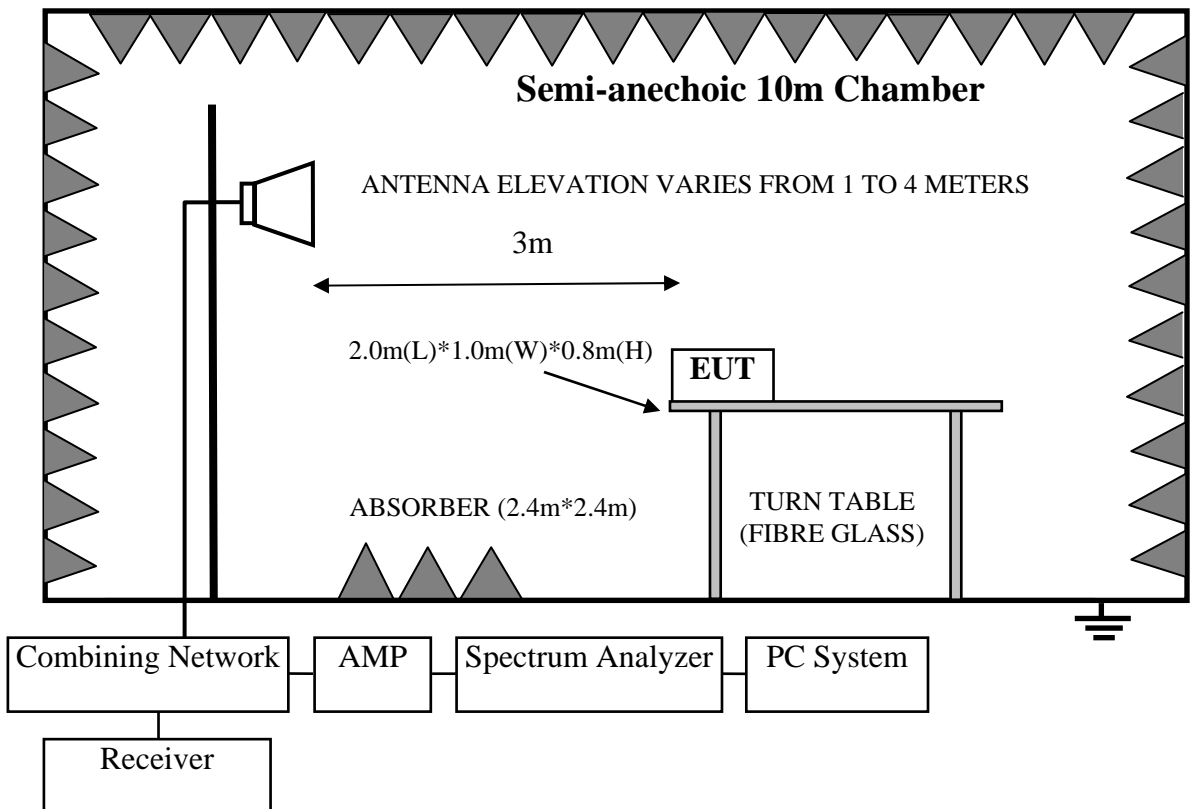 Semi-anechoic 10m Chamber
ANTENNA ELEVATION VARIES FROM 1 TO 4 METERS
3m
2.0m(L)*1.0m(W)*0.8m(H)
EUT
ABSORBER (2.4m*2.4m)
TURN TABLE
(FIBRE GLASS)
Combining Network
AMP
Spectrum Analyzer
PC System
Receiver